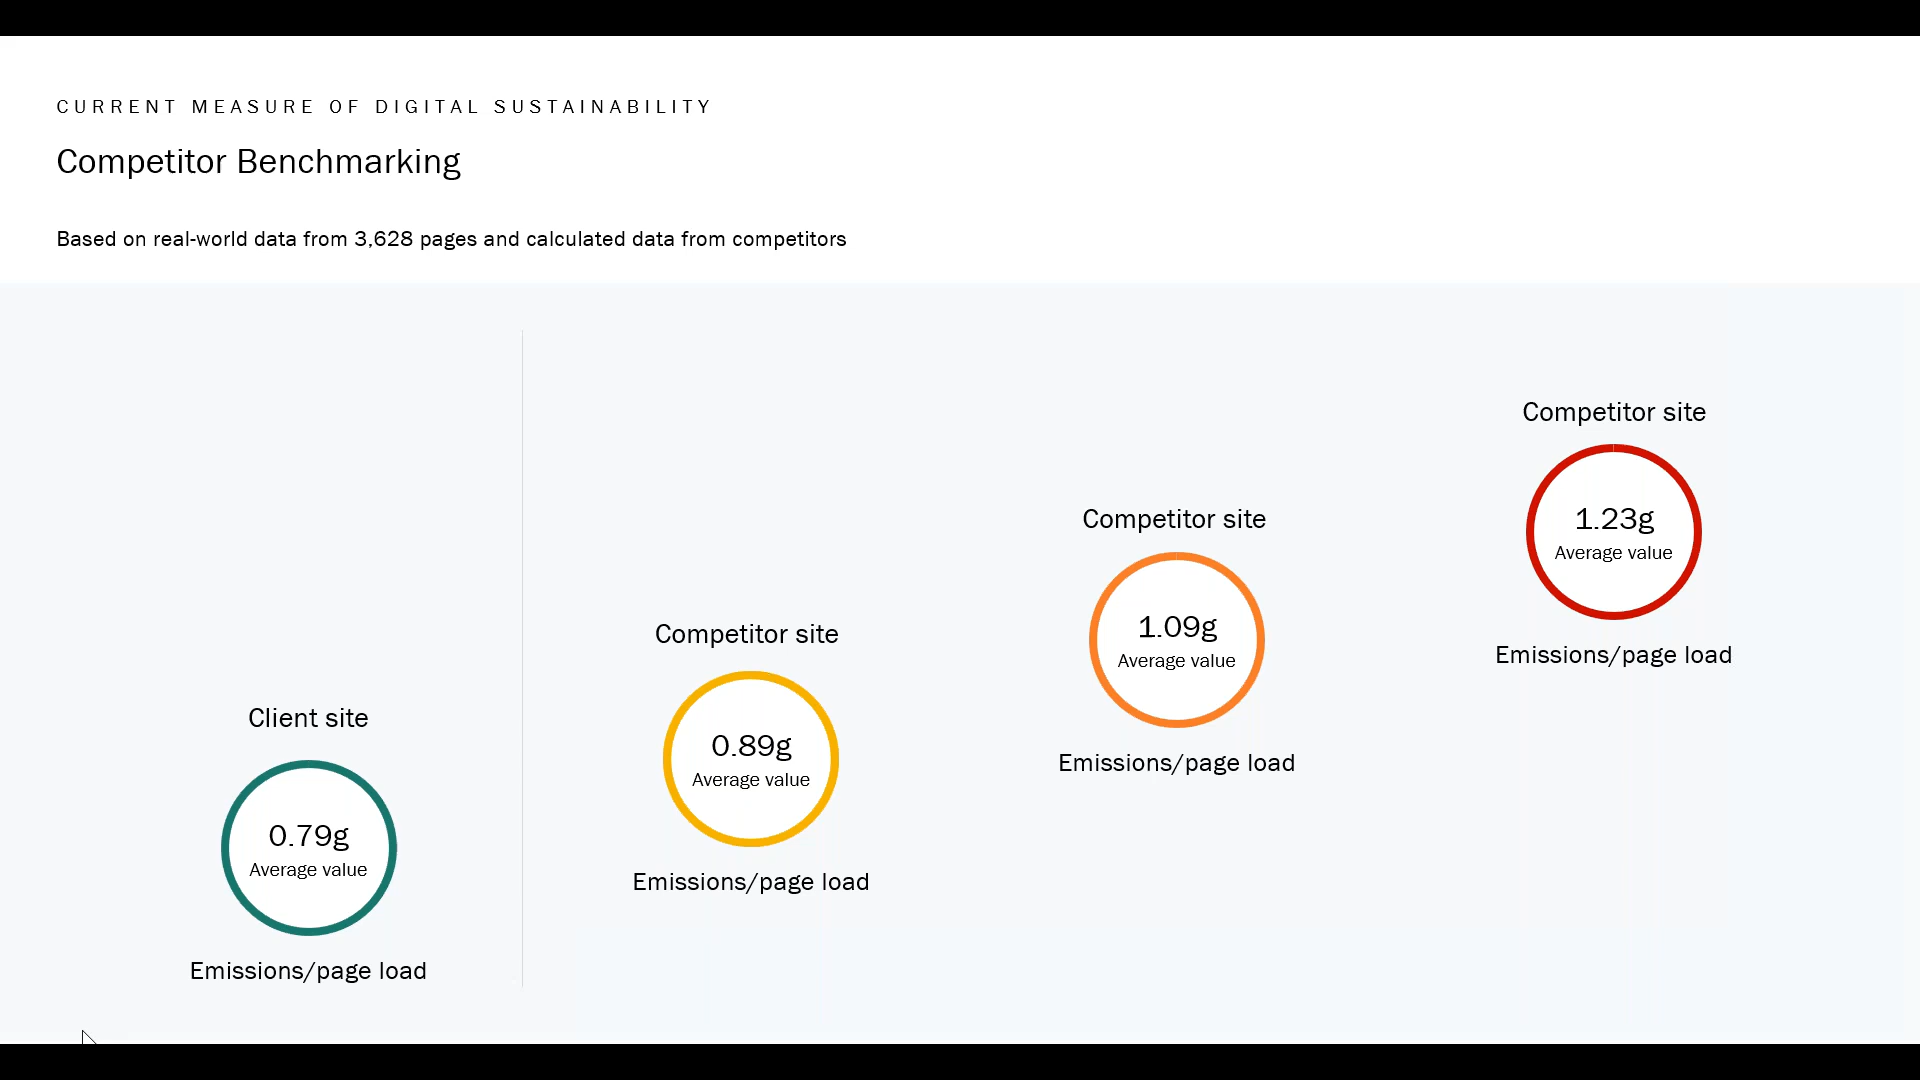 CURRENT MEASURE OF DIGITAL SUSTAINABILITY
Competitor Benchmarking
Based on real-world data from 3,628 pages and calculated data from competitors
Client site
0.79g
Average value
Emissions/page load
Competitor site
0.89g
Average value
Emissions/page load
Competitor site
1.09g
Average value
Emissions/page load
Competitor site
1.23g
Average value
Emissions/page load